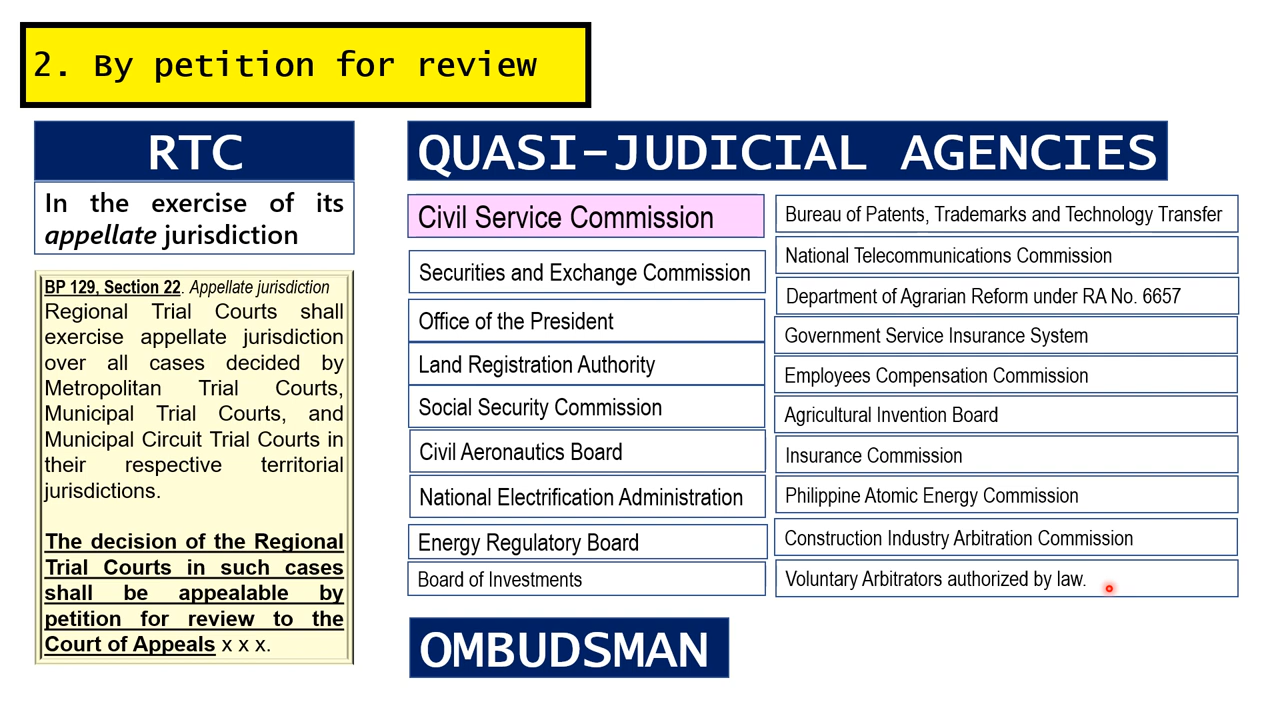 2. By petition for review
RTC
In the exercise of its
appellate jurisdiction
BP 129, Section 22. Appellate jurisdiction
Regional Trial Courts shall
exercise appellate jurisdiction
over all cases decided by
Metropolitan Trial Courts,
Municipal Trial Courts, and
Municipal Circuit Trial Courts in
their respective territorial
jurisdictions.
The decision of the Regional
Trial Courts in such cases
shall be appealable by
petition for review to the
Court of Appeals x x x.
QUASI-JUDICIAL AGENCIES
Civil Service Commission
Securities and Exchange Commission
Office of the President
Land Registration Authority
Social Security Commission
Civil Aeronautics Board
National Electrification Administration
Energy Regulatory Board
Board of Investments
Bureau of Patents, Trademarks and Technology Transfer
National Telecommunications Commission
Department of Agrarian Reform under RA No. 6657
Government Service Insurance System
Employees Compensation Commission
Agricultural Invention Board
Insurance Commission
Philippine Atomic Energy Commission
Construction Industry Arbitration Commission
Voluntary Arbitrators authorized by law.
OMBUDSMAN